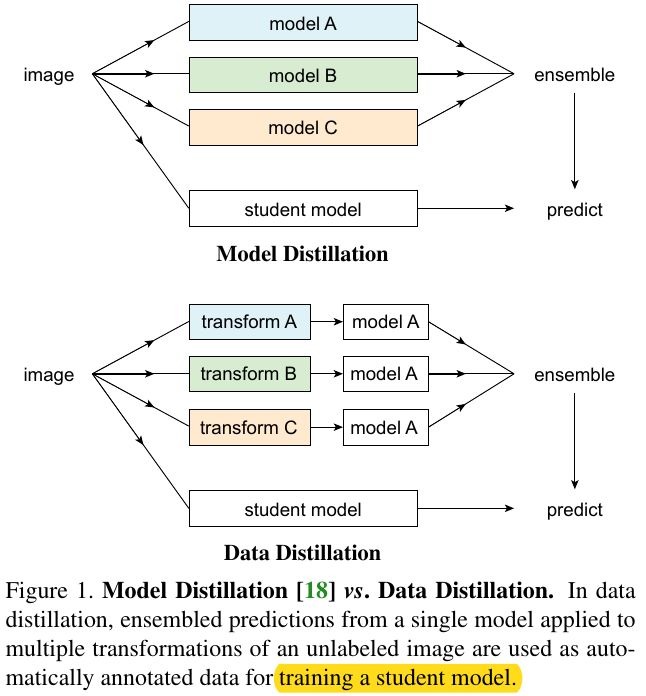 model A
image
model B
ensemble
model C
student model
predict
Model Distillation
transform A
model A
image
transform B
model A
ensemble
transform C
model A
student model
predict
Data Distillation
Figure 1. Model Distillation [18] vs. Data Distillation. In data
distillation, ensembled predictions from a single model applied to
multiple transformations of an unlabeled image are used as auto-
matically annotated data for training a student model.